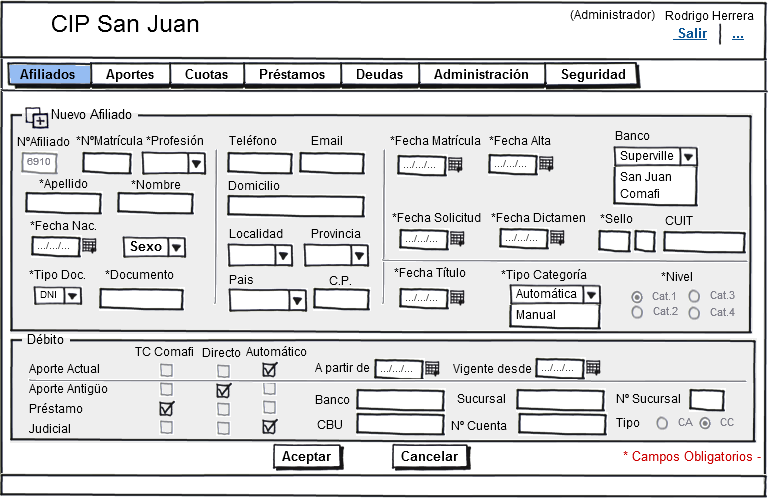 CIP San Juan
(Administrador) Rodrigo Herrera
Salir | ...
Afiliados Aportes Cuotas Préstamos Deudas Administración Seguridad
Nuevo Afiliado
NºAfiliado *NºMatrícula *Profesión Teléfono Email *Fecha Matrícula *Fecha Alta Banco
6910 .../.../... .../.../... Superville
San Juan
Comafi
*Apellido *Nombre Domicilio
*Fecha Nac. *Fecha Solicitud *Fecha Dictamen *Sello CUIT
.../.../... Sexo Localidad Provincia .../.../... .../.../...
*Tipo Doc. *Documento Pais C.P. *Fecha Título *Tipo Categoría *Nivel
DNI .../.../... Automática Cat.1 Cat.3
Manual Cat.2 Cat.4
Débito
TC Comafi Directo Automático
Aporte Actual A partir de .../.../... Vigente desde .../.../...
Aporte Antigüo
Banco Sucursal Nº Sucursal
Préstamo
Judicial CBU Nº Cuenta Tipo CA CC
Aceptar Cancelar * Campos Obligatorios -